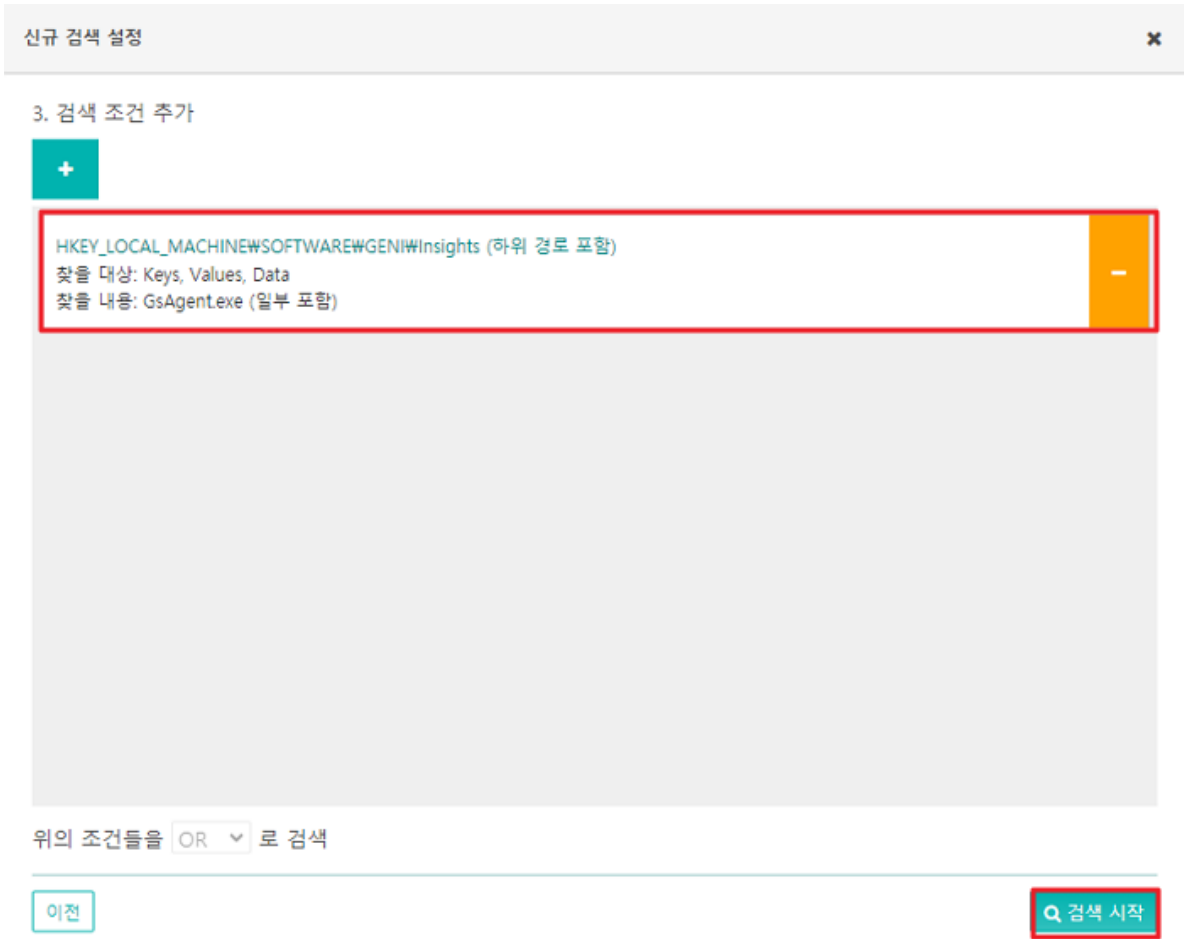 신규 검색 설정
3. 검색 조건 추가
HKEY_LOCAL_MACHINE₩SOFTWARE₩GENI₩Insights (하위 경로 포함)
찾을 대상: Keys, Values, Data
찾을 내용: GsAgent.exe (일부 포함)
위의 조건들을 OR 로 검색
이전
검색 시작